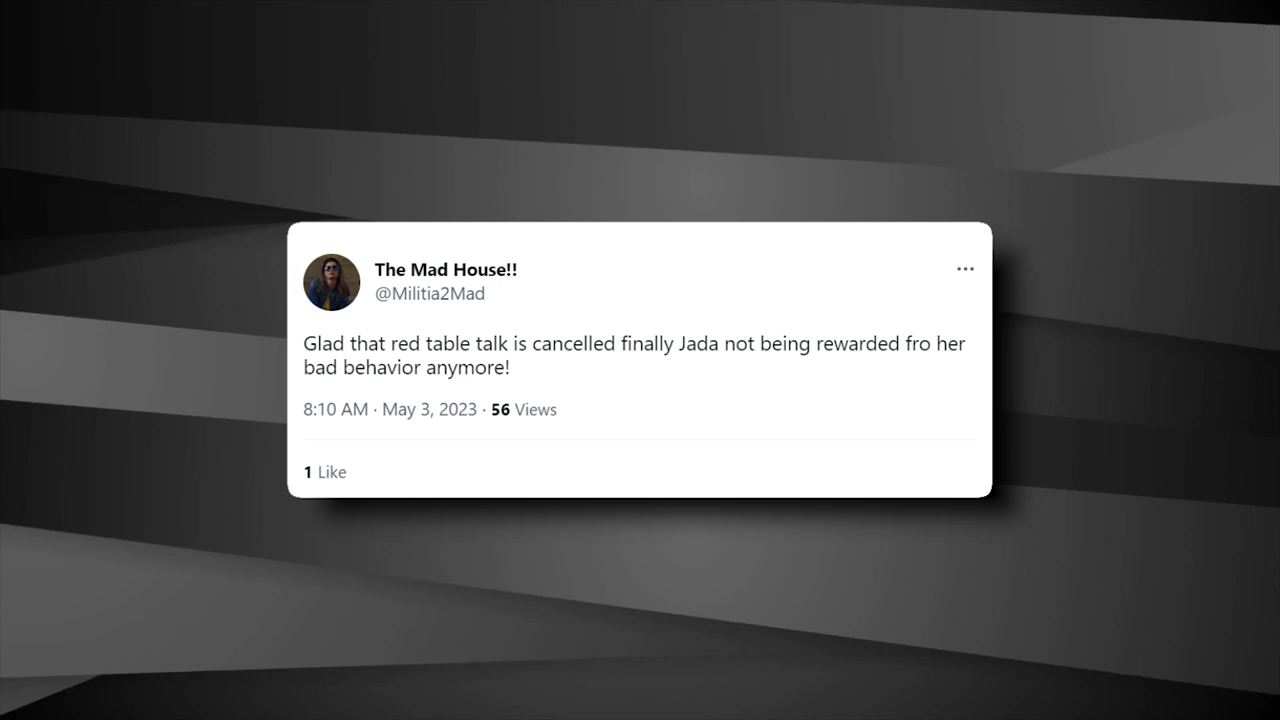 The Mad House!!
@Militia2Mad
Glad that red table talk is cancelled finally Jada not being rewarded fro her
bad behavior anymore!
8:10 AM · May 3, 2023 · 56 Views
1 Like